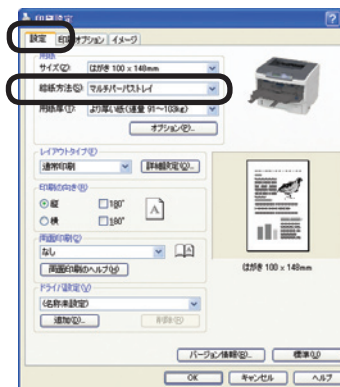 印刷設定
設定 印刷オプション イメージ
用紙
サイズ(Z): はがき 100 x 148mm
給紙方法(S): マルチパーパストレイ
用紙厚(T): より厚い紙(連量 91～103kg)
オプション(P)...
レイアウトタイプ(E)
通常印刷 詳細設定(Q)...
印刷の向き(R)
縦 180°
横 180°
A
両面印刷(C)
なし
両面印刷のヘルプ(H)
はがき 100 x 148mm
ドライバ設定(V)
(名称未設定)
追加(D)... 削除(R)
バージョン情報(B)... 標準(U)
OK キャンセル ヘルプ